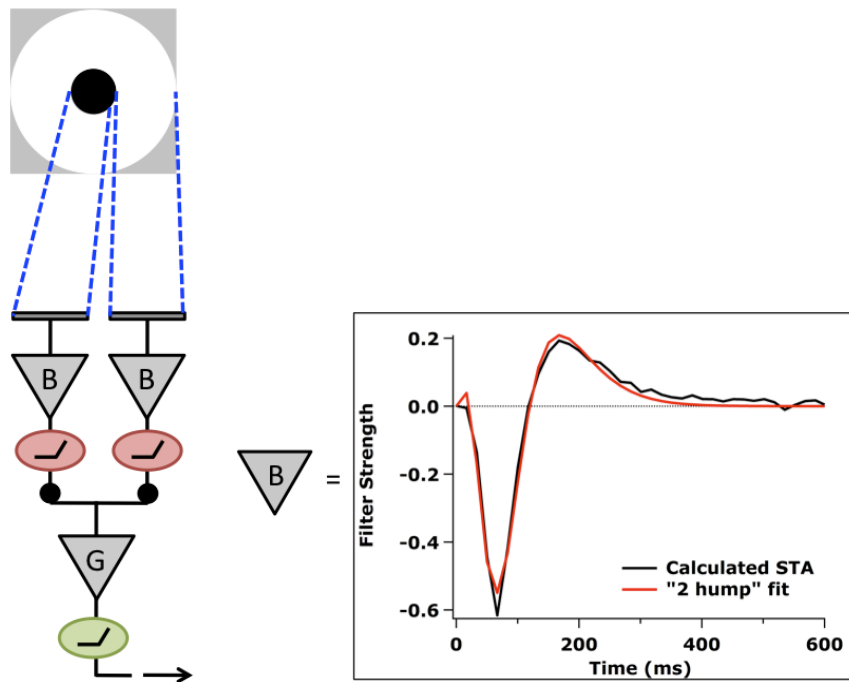 B B
G
B =
Filter Strength
0.2
0.0
-0.2
-0.4
-0.6
Calculated STA
"2 hump" fit
0 200 400 600
Time (ms)